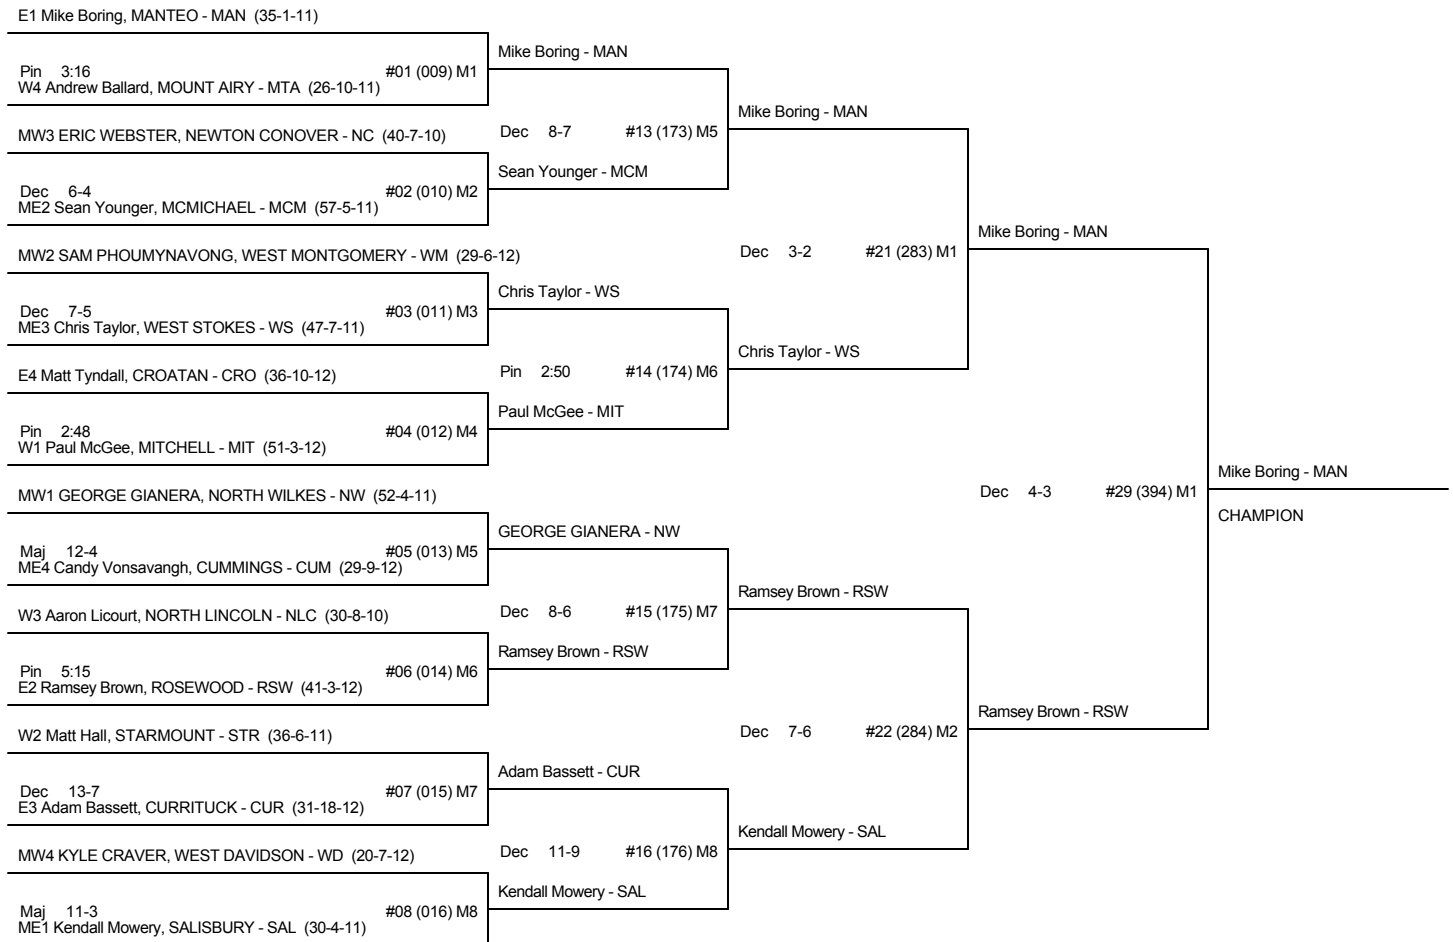 E1 Mike Boring, MANTEO - MAN (35-1-11)
Mike Boring - MAN
Pin 3:16 #01 (009) M1
W4 Andrew Ballard, MOUNT AIRY - MTA (26-10-11)
Mike Boring - MAN
MW3 ERIC WEBSTER, NEWTON CONOVER - NC (40-7-10)
Dec 8-7 #13 (173) M5
Sean Younger - MCM
Dec 6-4 #02 (010) M2
ME2 Sean Younger, MCMICHAEL - MCM (57-5-11)
Mike Boring - MAN
MW2 SAM PHOUMYNAVONG, WEST MONTGOMERY - WM (29-6-12)
Dec 3-2 #21 (283) M1
Chris Taylor - WS
Dec 7-5 #03 (011) M3
ME3 Chris Taylor, WEST STOKES - WS (47-7-11)
Chris Taylor - WS
E4 Matt Tyndall, CROATAN - CRO (36-10-12)
Pin 2:50 #14 (174) M6
Paul McGee - MIT
Pin 2:48 #04 (012) M4
W1 Paul McGee, MITCHELL - MIT (51-3-12)
Mike Boring - MAN
MW1 GEORGE GIANERA, NORTH WILKES - NW (52-4-11)
Dec 4-3 #29 (394) M1
CHAMPION
GEORGE GIANERA - NW
Maj 12-4 #05 (013) M5
ME4 Candy Vonsavangh, CUMMINGS - CUM (29-9-12)
Ramsey Brown - RSW
W3 Aaron Licourt, NORTH LINCOLN - NLC (30-8-10)
Dec 8-6 #15 (175) M7
Ramsey Brown - RSW
Pin 5:15 #06 (014) M6
E2 Ramsey Brown, ROSEWOOD - RSW (41-3-12)
Ramsey Brown - RSW
W2 Matt Hall, STARMOUNT - STR (36-6-11)
Dec 7-6 #22 (284) M2
Adam Bassett - CUR
Dec 13-7 #07 (015) M7
E3 Adam Bassett, CURRITUCK - CUR (31-18-12)
Kendall Mowery - SAL
MW4 KYLE CRAVER, WEST DAVIDSON - WD (20-7-12)
Dec 11-9 #16 (176) M8
Kendall Mowery - SAL
Maj 11-3 #08 (016) M8
ME1 Kendall Mowery, SALISBURY - SAL (30-4-11)